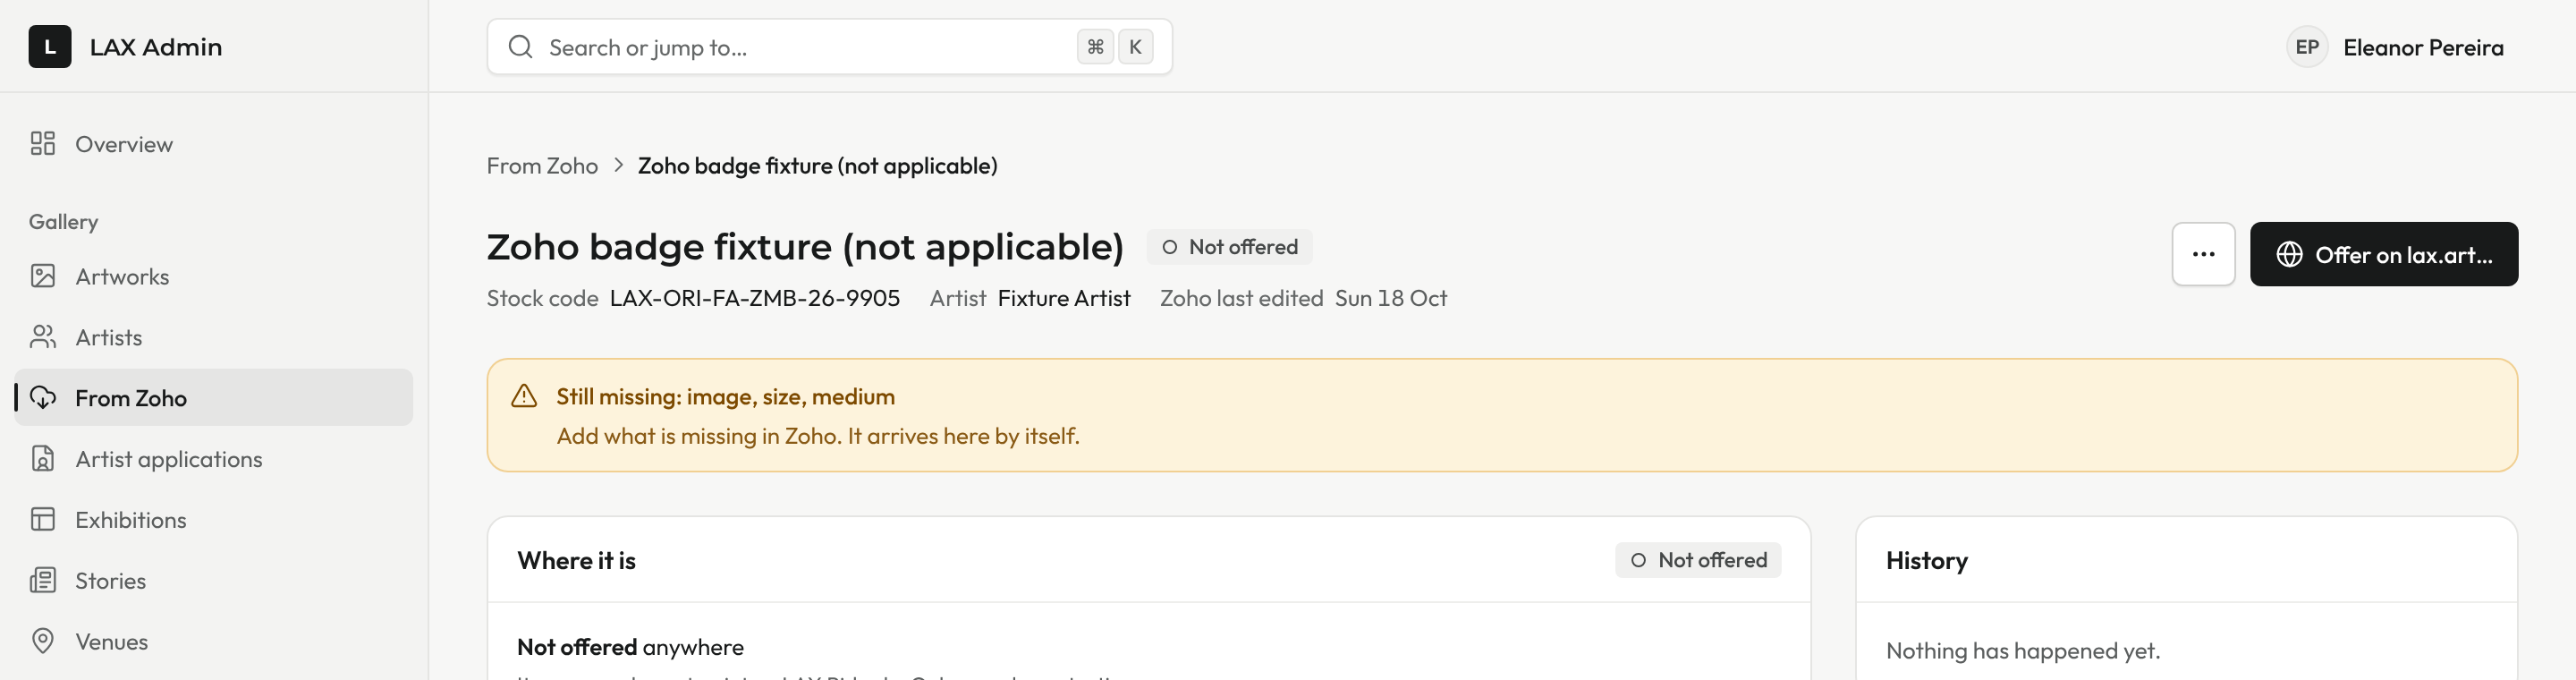 L LAX Admin
Search or jump to... ⌘ K
EP Eleanor Pereira
Overview
Gallery
Artworks
Artists
From Zoho
Artist applications
Exhibitions
Stories
Venues
From Zoho > Zoho badge fixture (not applicable)
Zoho badge fixture (not applicable) Not offered
... Offer on lax.art...
Stock code LAX-ORI-FA-ZMB-26-9905 Artist Fixture Artist Zoho last edited Sun 18 Oct
Still missing: image, size, medium
Add what is missing in Zoho. It arrives here by itself.
Where it is Not offered
Not offered anywhere
History
Nothing has happened yet.